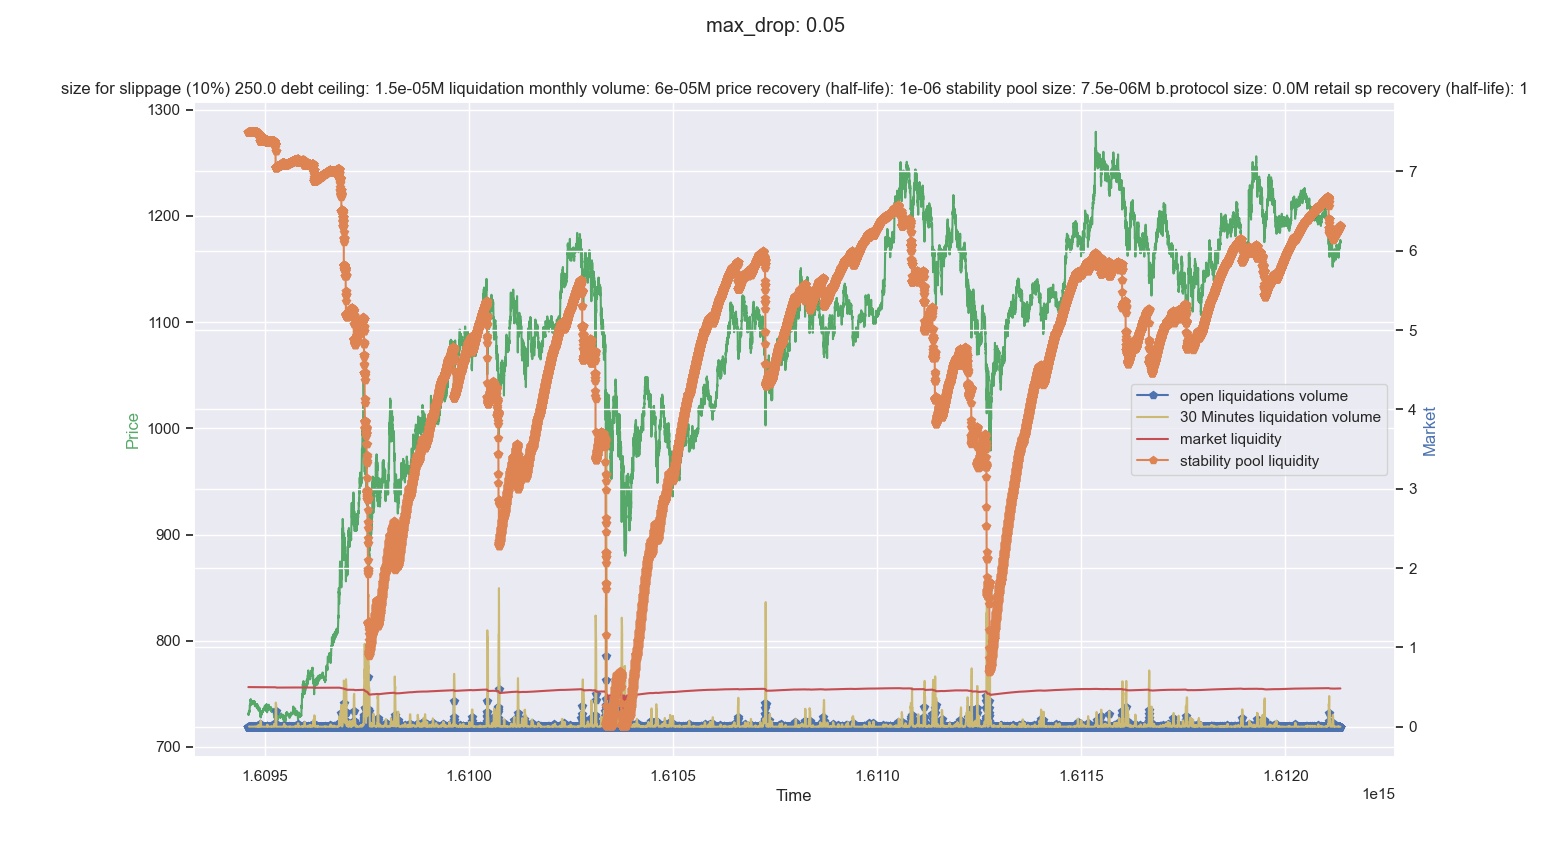 max_drop: 0.05
size for slippage (10%) 250.0 debt ceiling: 1.5e-05M liquidation monthly volume: 6e-05M price recovery (half-life): 1e-06 stability pool size: 7.5e-06M b.protocol size: 0.0M retail sp recovery (half-life): 1
1300
1200
1100
1000
900
800
700
Price
7
6
5
4
3
2
1
0
Market
open liquidations volume
30 Minutes liquidation volume
market liquidity
stability pool liquidity
1.6095 1.6100 1.6105 1.6110 1.6115 1.6120
Time
1e15